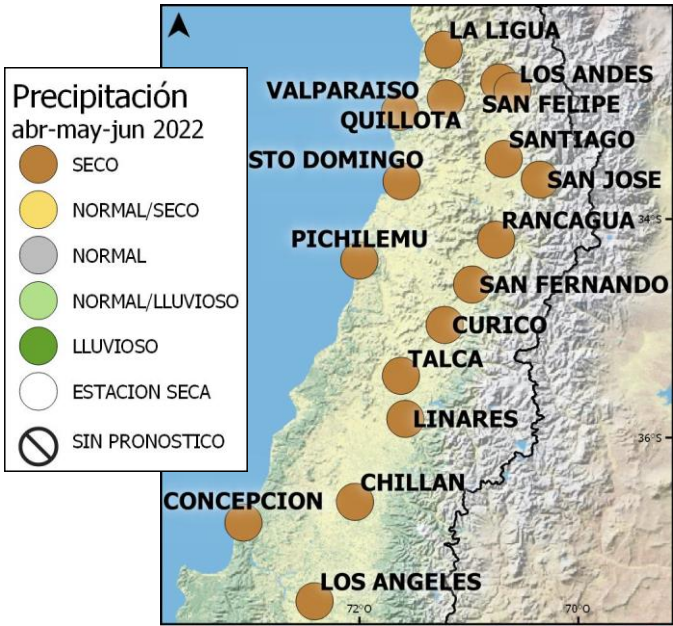 Precipitación
abr-may-jun 2022
SECO
NORMAL/SECO
NORMAL
NORMAL/LLUVIOSO
LLUVIOSO
ESTACION SECA
SIN PRONOSTICO
LA LIGUA
LOS ANDES
VALPARAISO
SAN FELIPE
QUILLOTA
SANTIAGO
STO DOMINGO
SAN JOSE
34°S
RANCAGUA
PICHILEMU
SAN FERNANDO
CURICO
TALCA
LINARES
36°S
CHILLAN
CONCEPCION
LOS ANGELES
72°O
70°O